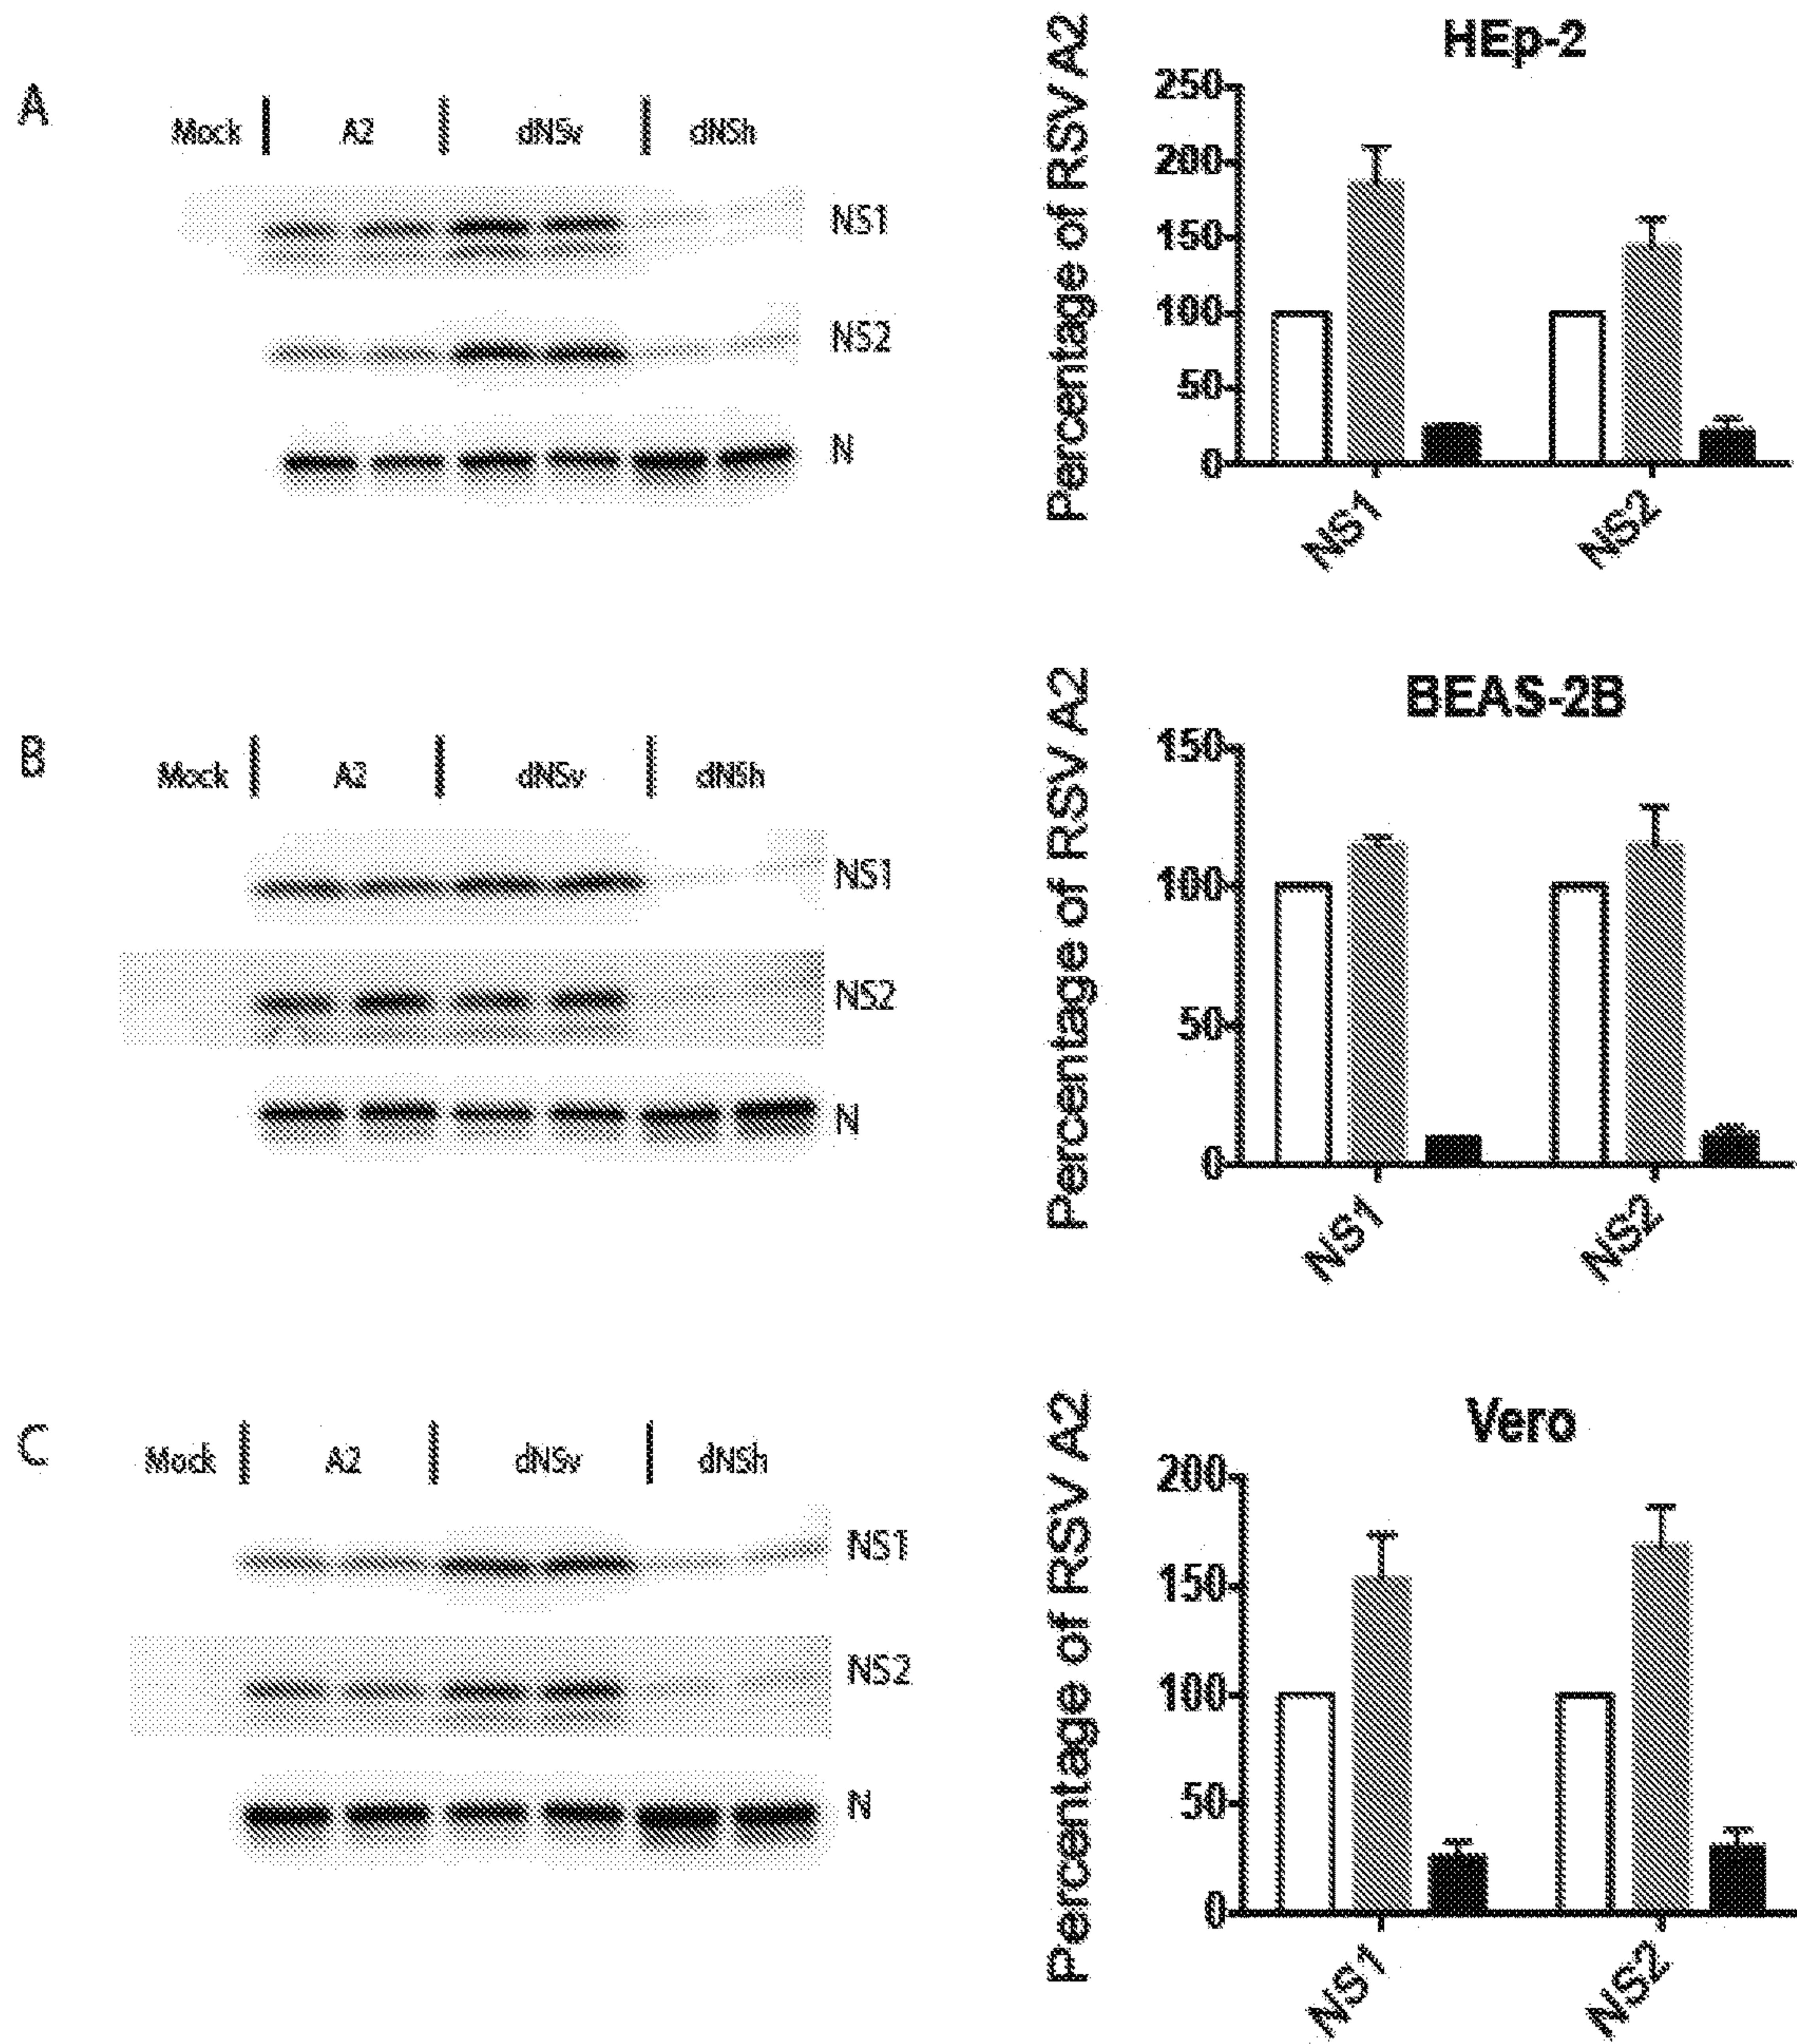 A
Mock | A2 | dNSv | dNSh
NS1
NS2
N
HEp-2
Percentage of RSV A2
250
200
150
100
50
0
NS1 NS2
B
Mock | A2 | dNSv | dNSh
NS1
NS2
N
BEAS-2B
Percentage of RSV A2
150
100
50
0
NS1 NS2
C
Mock | A2 | dNSv | dNSh
NS1
NS2
N
Vero
Percentage of RSV A2
200
150
100
50
0
NS1 NS2